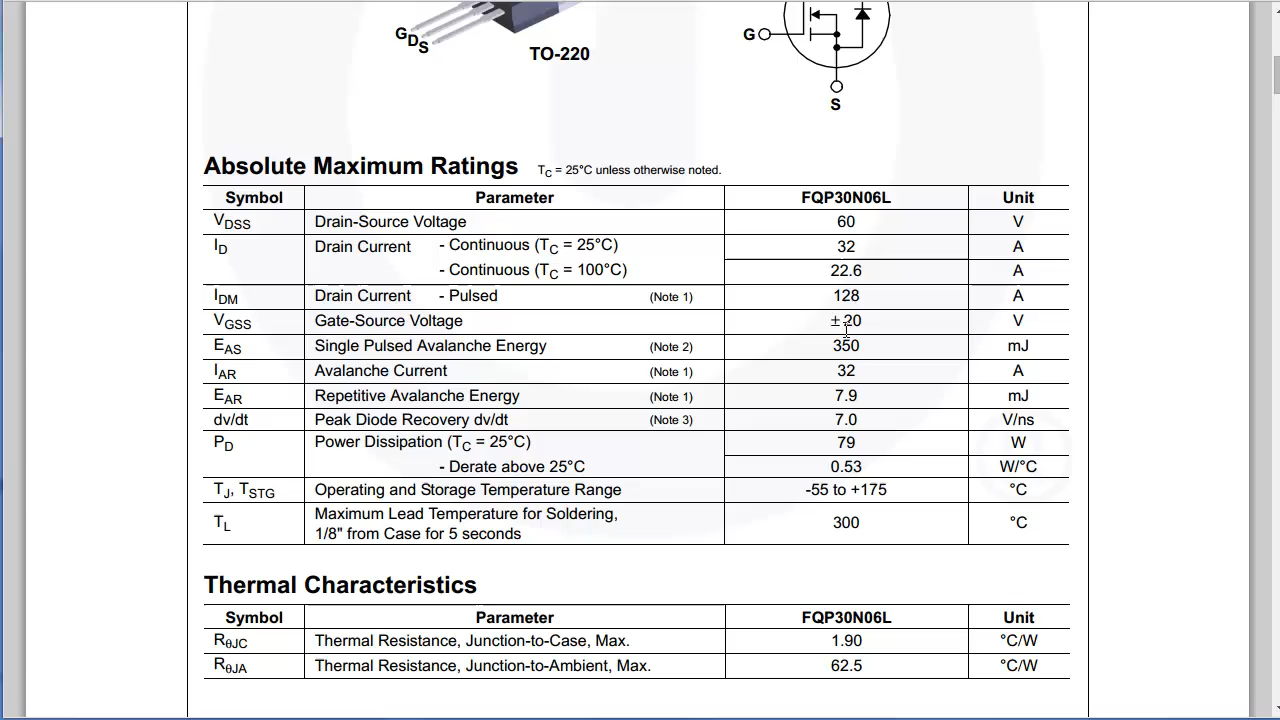 G
D
S
TO-220
G
S
Absolute Maximum Ratings TC = 25°C unless otherwise noted.
Symbol Parameter FQP30N06L Unit
VDSS Drain-Source Voltage 60 V
ID Drain Current - Continuous (TC = 25°C) 32 A
- Continuous (TC = 100°C) 22.6 A
IDM Drain Current - Pulsed (Note 1) 128 A
VGSS Gate-Source Voltage ± 20 V
EAS Single Pulsed Avalanche Energy (Note 2) 350 mJ
IAR Avalanche Current (Note 1) 32 A
EAR Repetitive Avalanche Energy (Note 1) 7.9 mJ
dv/dt Peak Diode Recovery dv/dt (Note 3) 7.0 V/ns
PD Power Dissipation (TC = 25°C) 79 W
- Derate above 25°C 0.53 W/°C
TJ, TSTG Operating and Storage Temperature Range -55 to +175 °C
TL Maximum Lead Temperature for Soldering,
1/8" from Case for 5 seconds 300 °C
Thermal Characteristics
Symbol Parameter FQP30N06L Unit
RθJC Thermal Resistance, Junction-to-Case, Max. 1.90 °C/W
RθJA Thermal Resistance, Junction-to-Ambient, Max. 62.5 °C/W